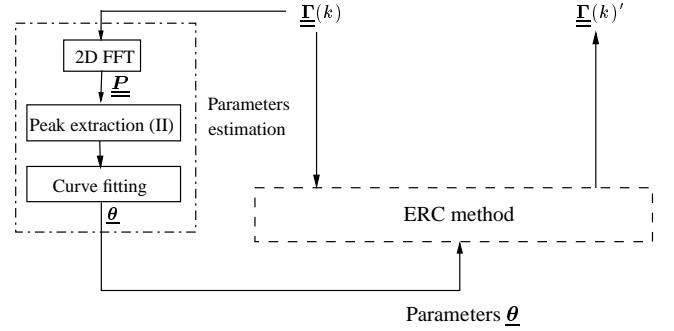 Γ(k)
Γ(k)′
2D FFT
P
Peak extraction (II)
Parameters
estimation
Curve fitting
θ
ERC method
Parameters θ